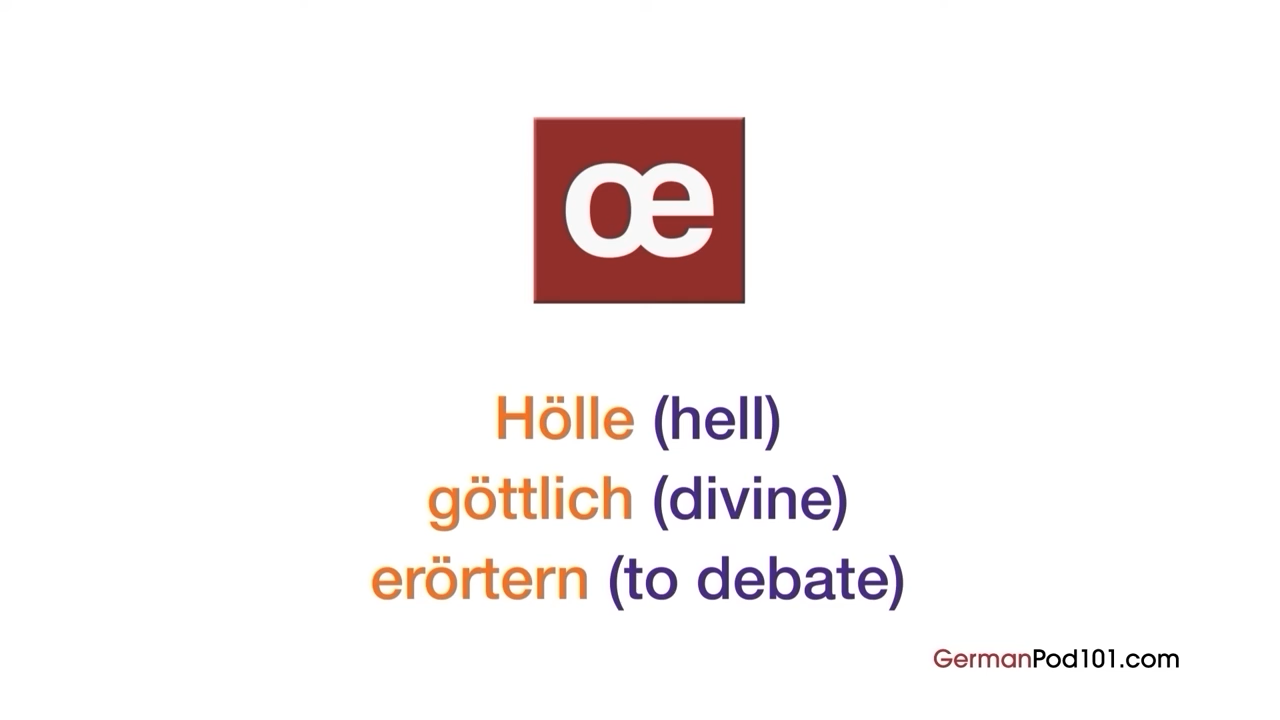 œ
Hölle (hell)
göttlich (divine)
erörtern (to debate)
GermanPod101.com